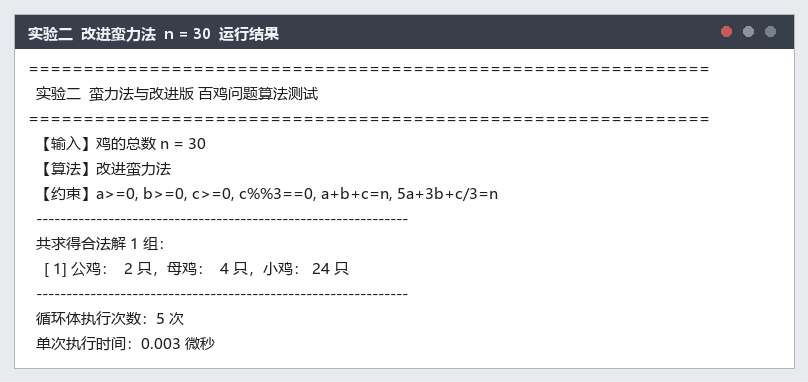 实验二 改进蛮力法 n = 30 运行结果
==============================================================
实验二 蛮力法与改进版 百鸡问题算法测试
==============================================================
【输入】鸡的总数 n = 30
【算法】改进蛮力法
【约束】a>=0, b>=0, c>=0, c%%3==0, a+b+c=n, 5a+3b+c/3=n
--------------------------------------------------------------
共求得合法解 1 组：
[ 1] 公鸡： 2 只，母鸡： 4 只，小鸡： 24 只
--------------------------------------------------------------
循环体执行次数：5 次
单次执行时间：0.003 微秒